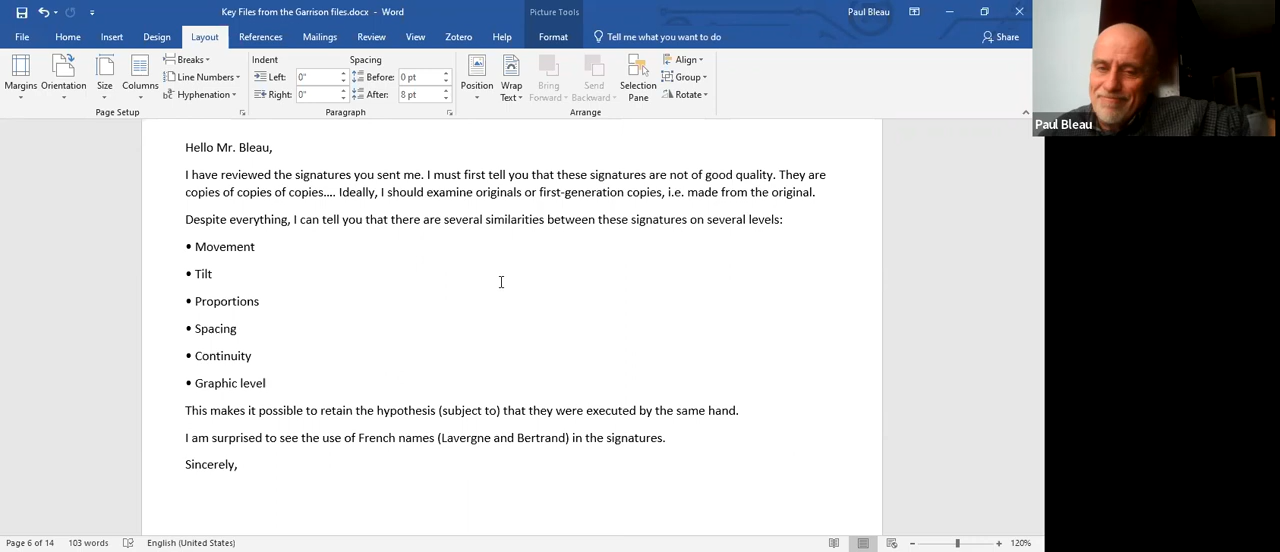 Key Files from the Garrison files.docx - Word
Picture Tools
Paul Bleau
File Home Insert Design Layout References Mailings Review View Zotero Help Format Tell me what you want to do Share
Margins Orientation Size Columns
Breaks
Line Numbers
Hyphenation
Page Setup
Indent Spacing
Left: 0" Before: 0 pt
Right: 0" After: 8 pt
Paragraph
Position Wrap Text Bring Forward Send Backward Selection Pane
Align
Group
Rotate
Arrange
Paul Bleau
Hello Mr. Bleau,
I have reviewed the signatures you sent me. I must first tell you that these signatures are not of good quality. They are
copies of copies of copies.... Ideally, I should examine originals or first-generation copies, i.e. made from the original.
Despite everything, I can tell you that there are several similarities between these signatures on several levels:
• Movement
• Tilt
• Proportions
• Spacing
• Continuity
• Graphic level
This makes it possible to retain the hypothesis (subject to) that they were executed by the same hand.
I am surprised to see the use of French names (Lavergne and Bertrand) in the signatures.
Sincerely,
Page 6 of 14 103 words English (United States) 120%